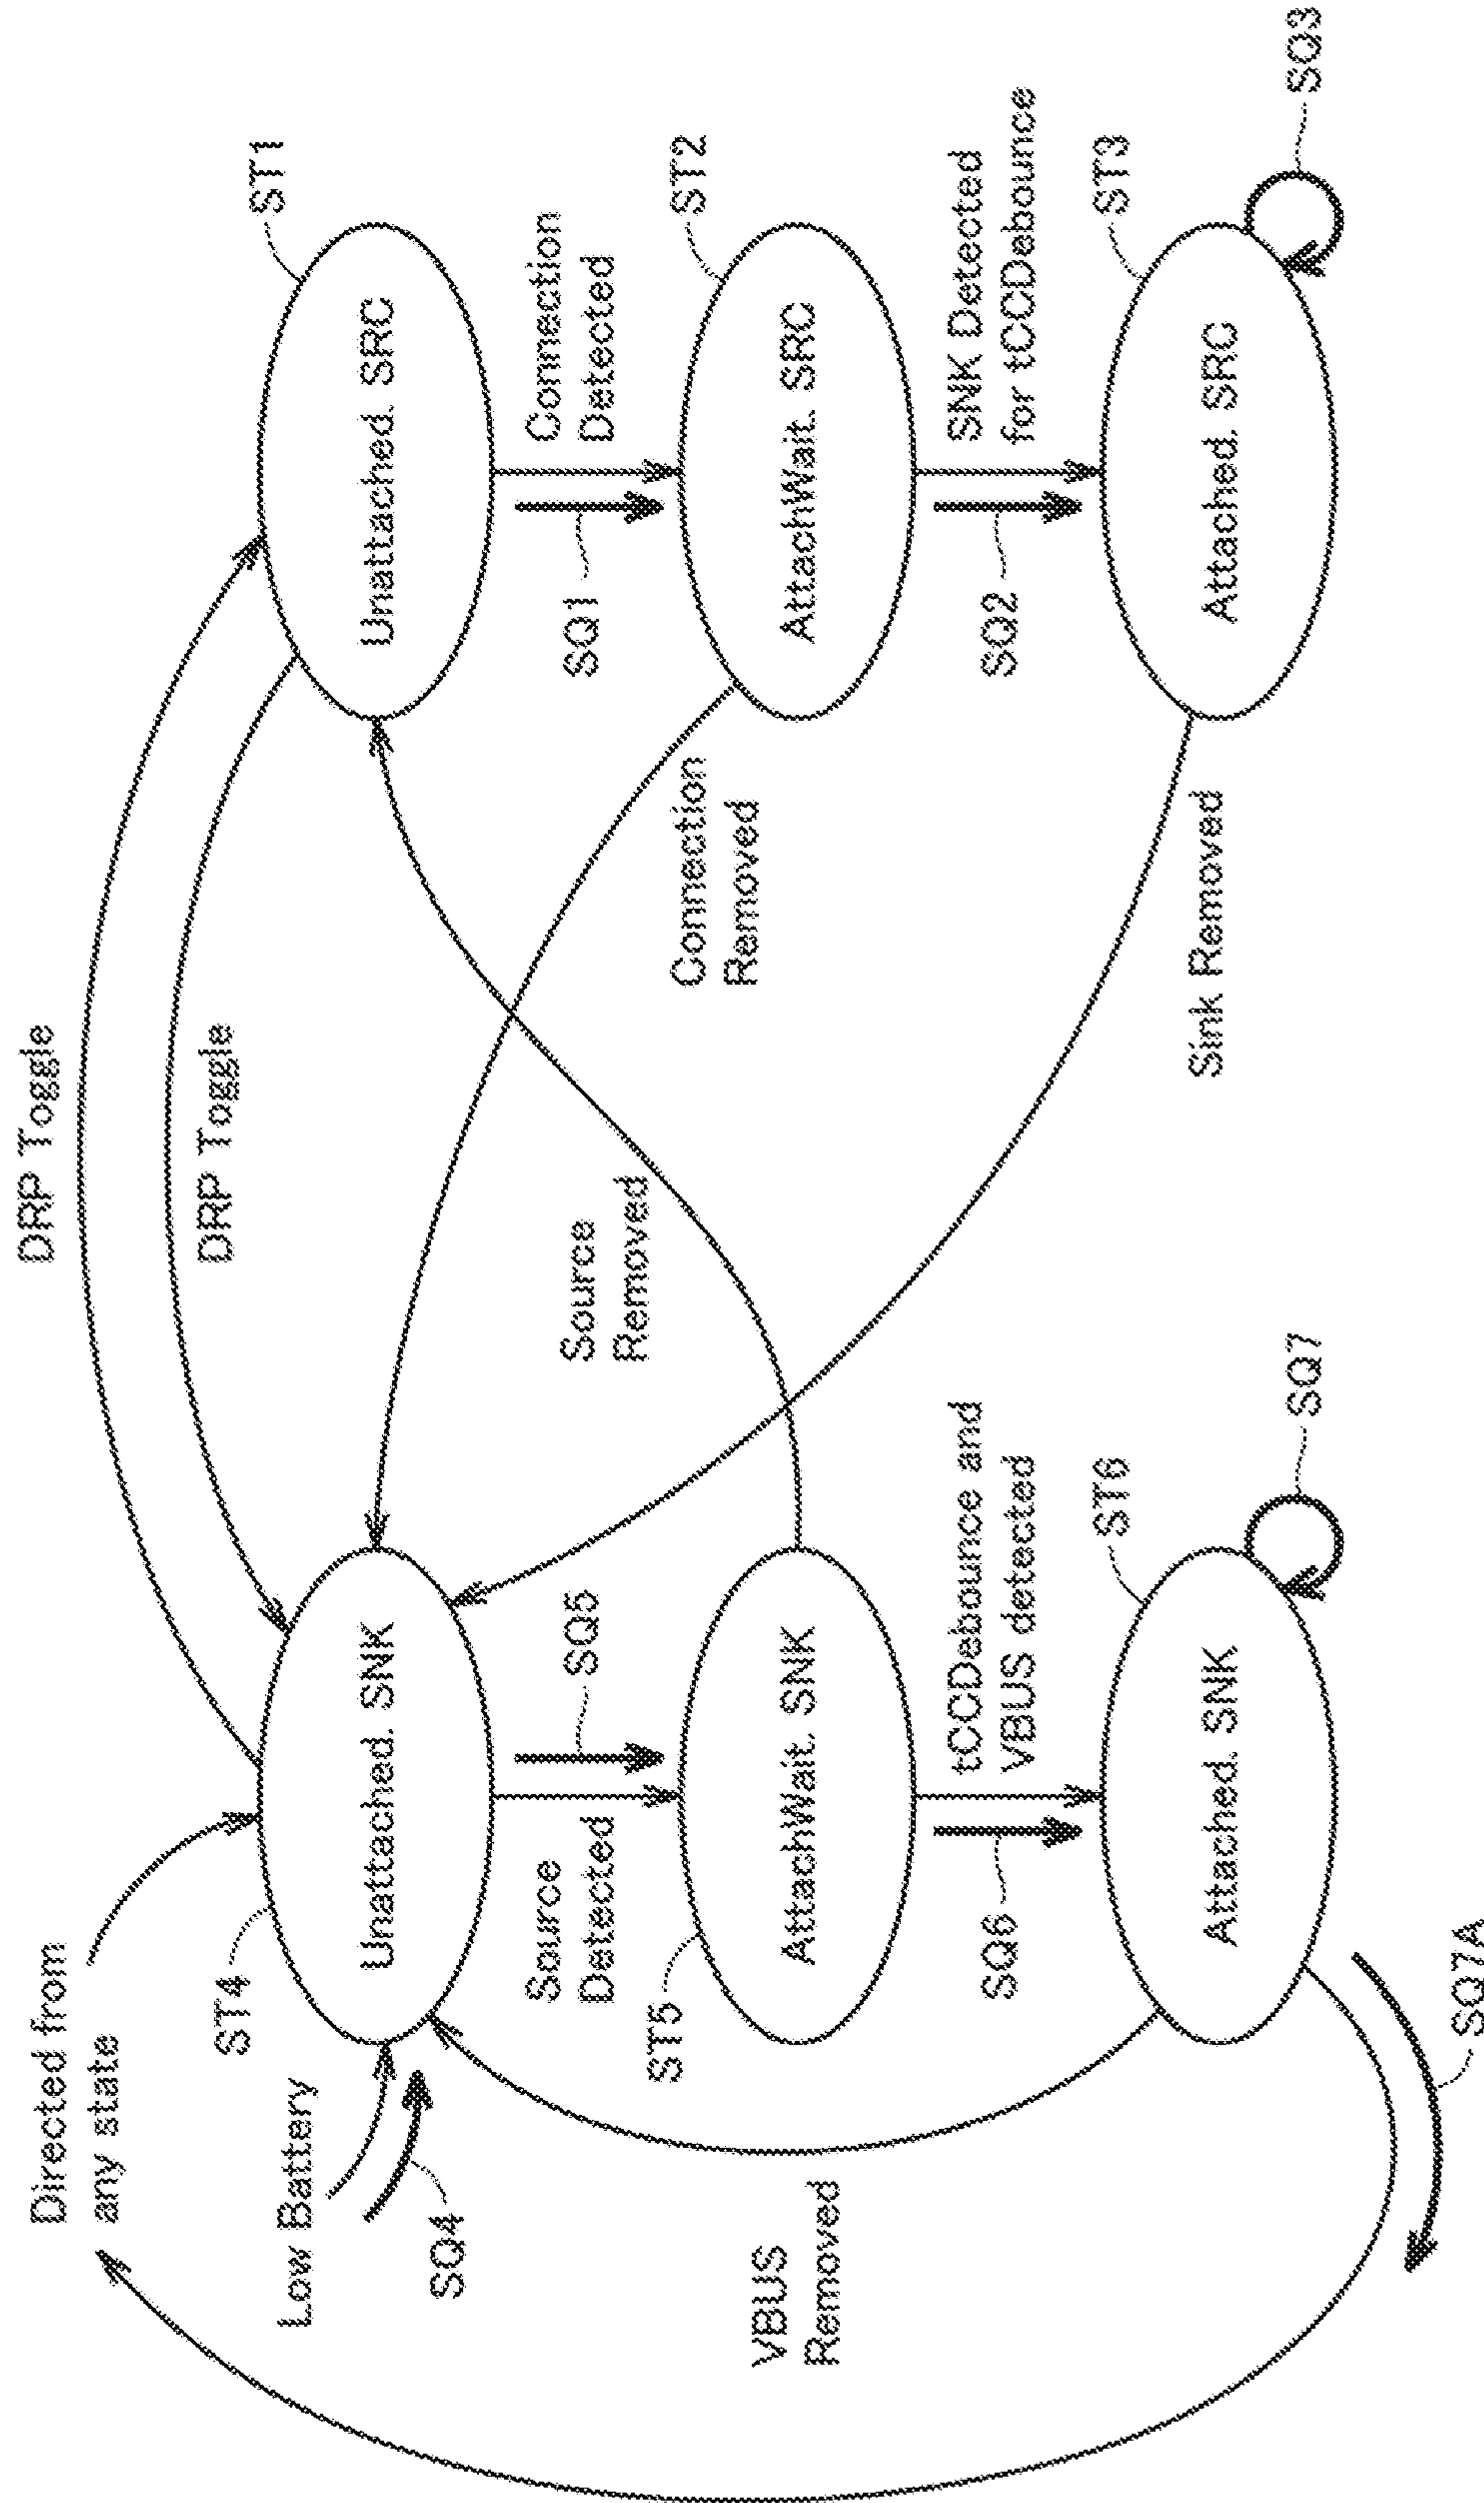 DRP Toggle
DRP Toggle
Directed from
any state
Low Battery
SQ4
ST4
Unattached. SNK
ST1
Unattached. SRC
Source
Detected
SQ5
Source
Removed
Connection
Removed
SQ1
Connection
Detected
ST5
AttachWait. SNK
ST2
AttachWait. SRC
VBUS
Removed
SQ6
tCCDebounce and
VBUS detected
SQ2
SNK Detected
for tCCDebounce
ST6
Attached. SNK
SQ7
Sink Removed
ST3
Attached. SRC
SQ3
SQ7A